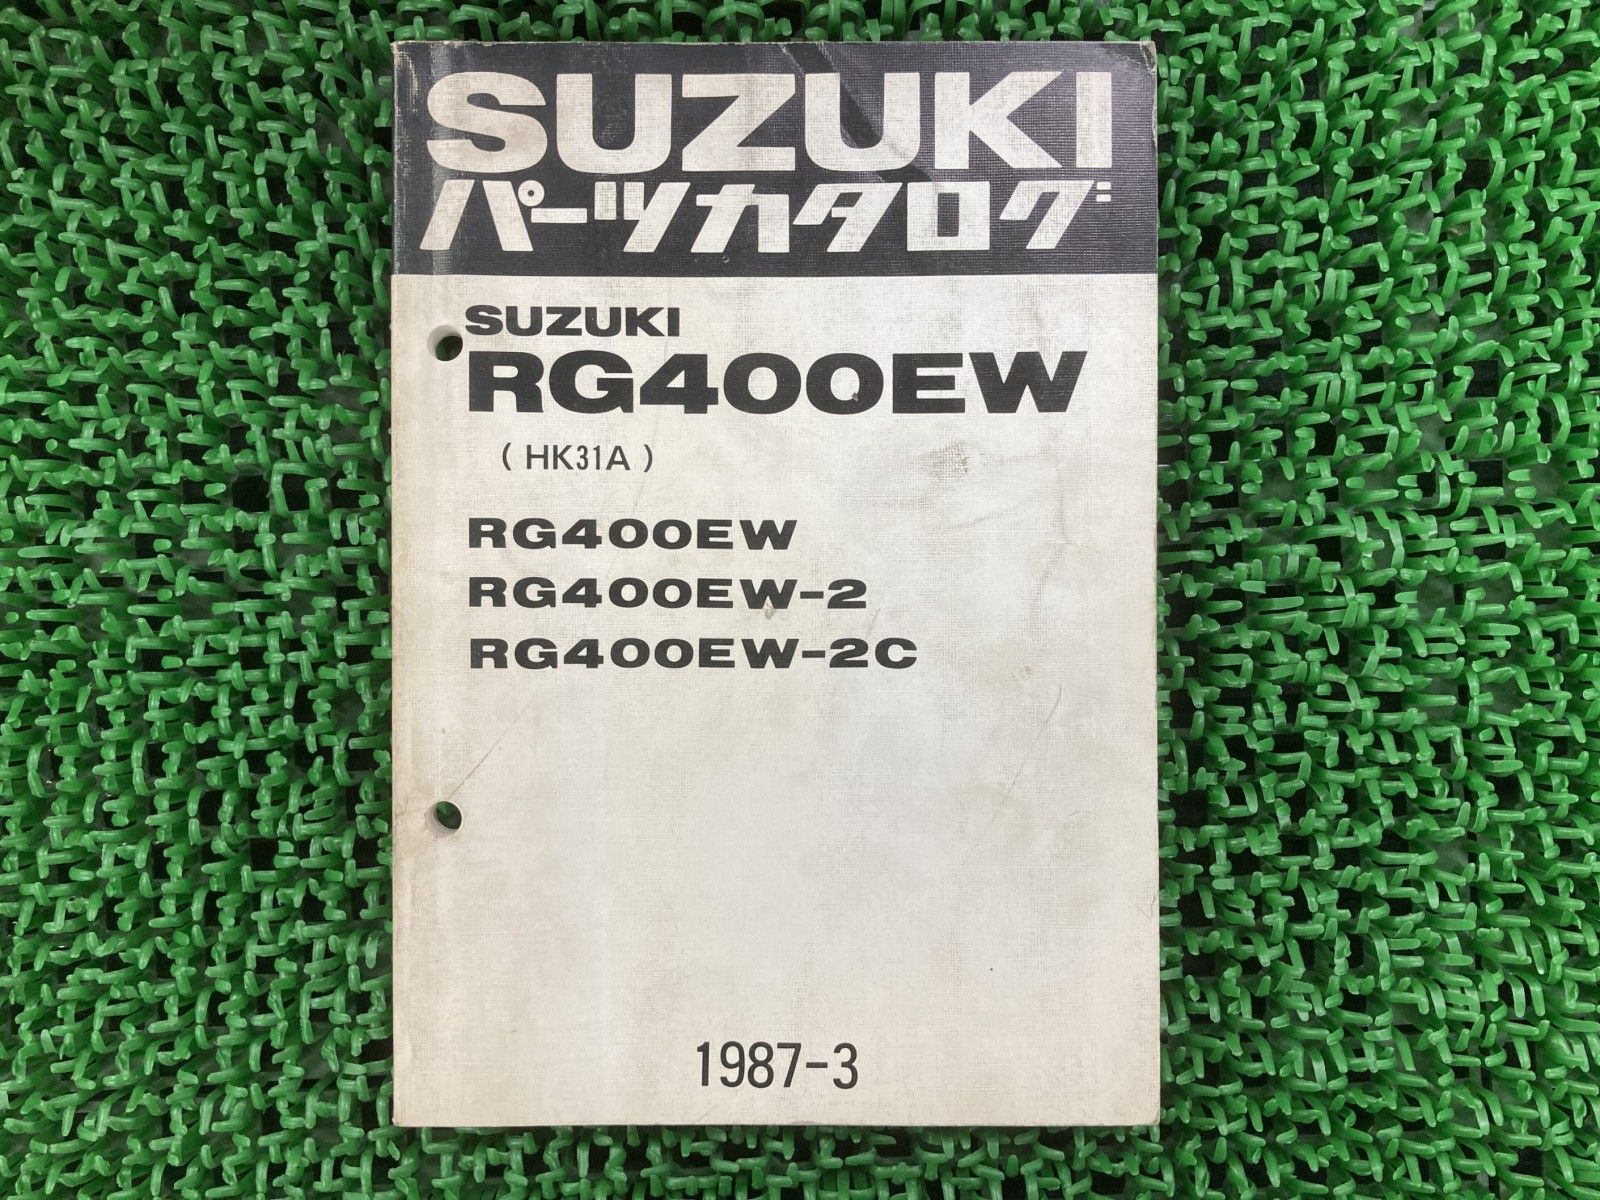 SUZUKI
パーツカタログ
SUZUKI
RG400EW
( HK31A )
RG400EW
RG400EW-2
RG400EW-2C
1987-3